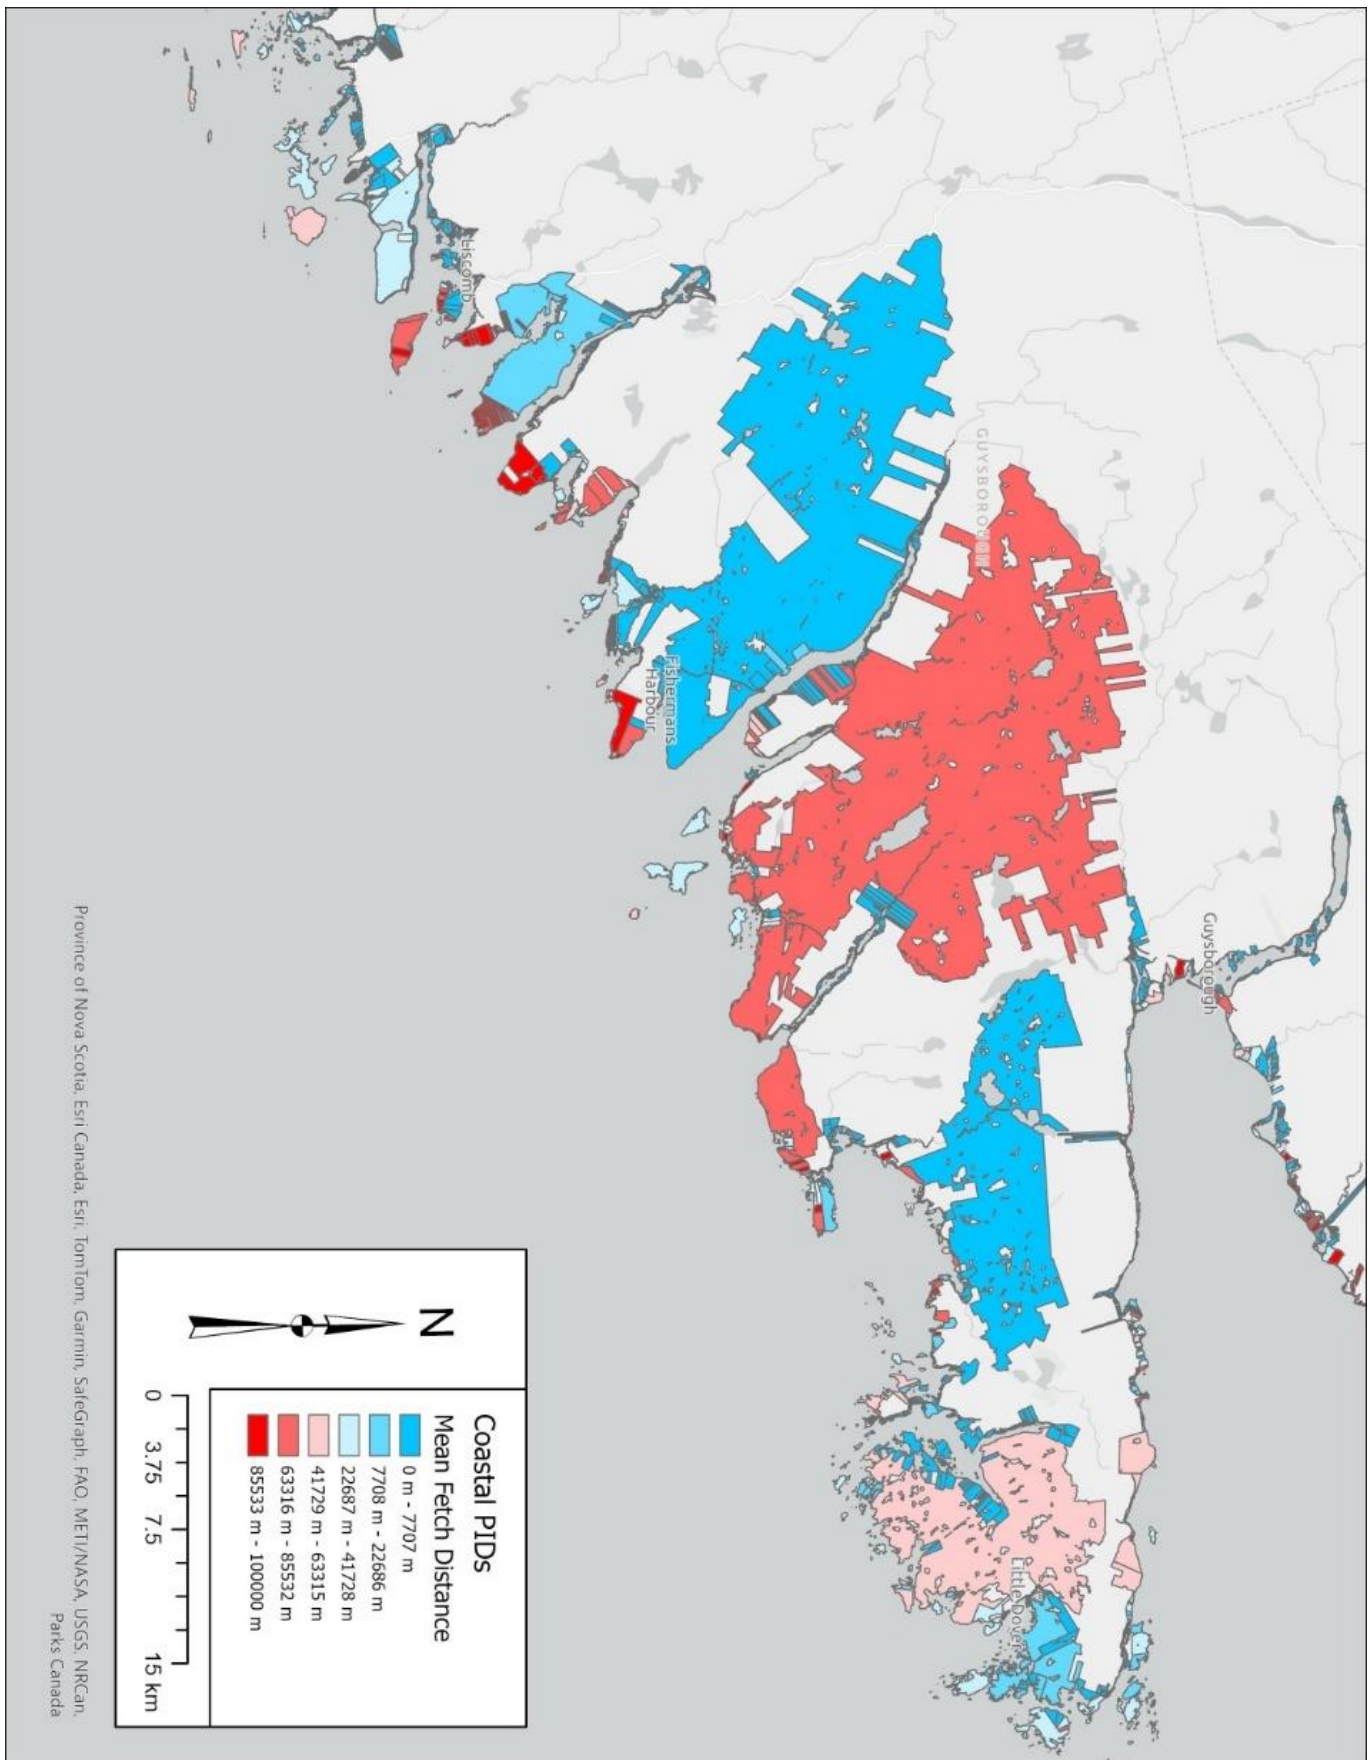 GUYSBOROUGH
Guysborough
Liscomb
Fishermans
Harbour
Little Dover
N
Coastal PIDs
Mean Fetch Distance
0 m - 7707 m
7708 m - 22686 m
22687 m - 41728 m
41729 m - 63315 m
6316 m - 85532 m
85533 m - 100000 m
0 3.75 7.5 15 km
Province of Nova Scotia, Esri Canada, Esri, TomTom, Garmin, SafeGraph, FAO, METI/NASA, USGS, NRCan,
Parks Canada